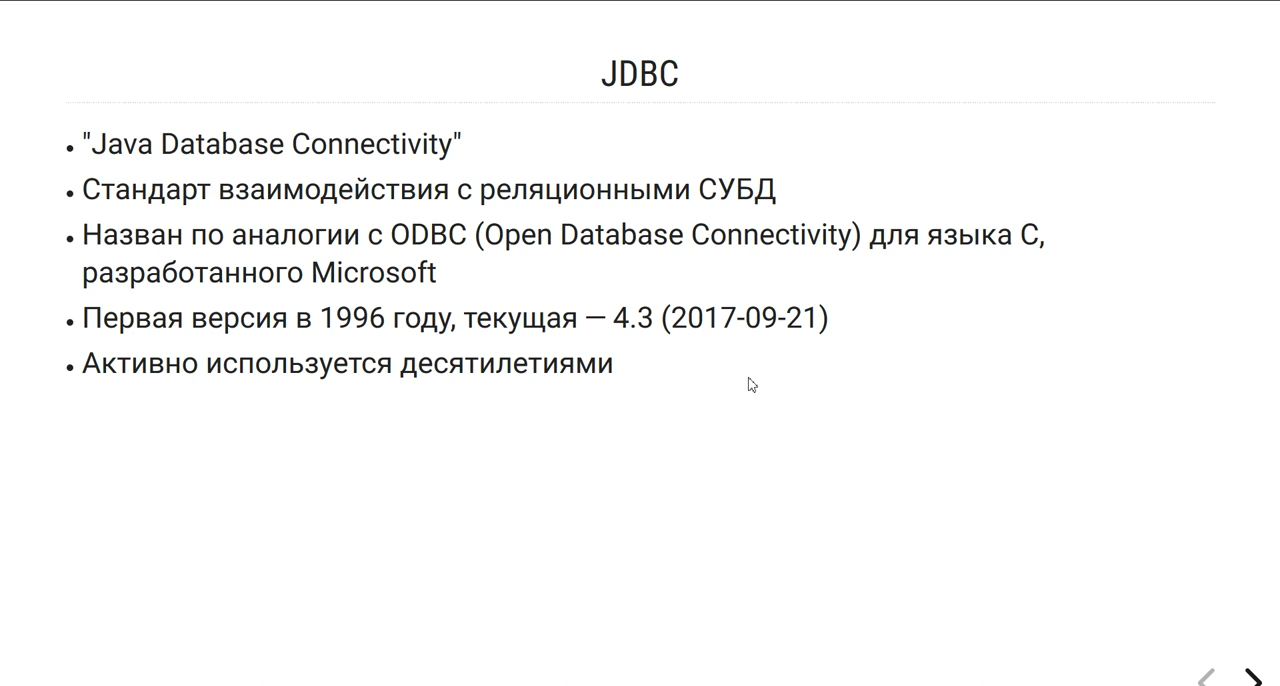 JDBC
• "Java Database Connectivity"
• Стандарт взаимодействия с реляционными СУБД
• Назван по аналогии с ODBC (Open Database Connectivity) для языка C,
разработанного Microsoft
• Первая версия в 1996 году, текущая — 4.3 (2017-09-21)
• Активно используется десятилетиями